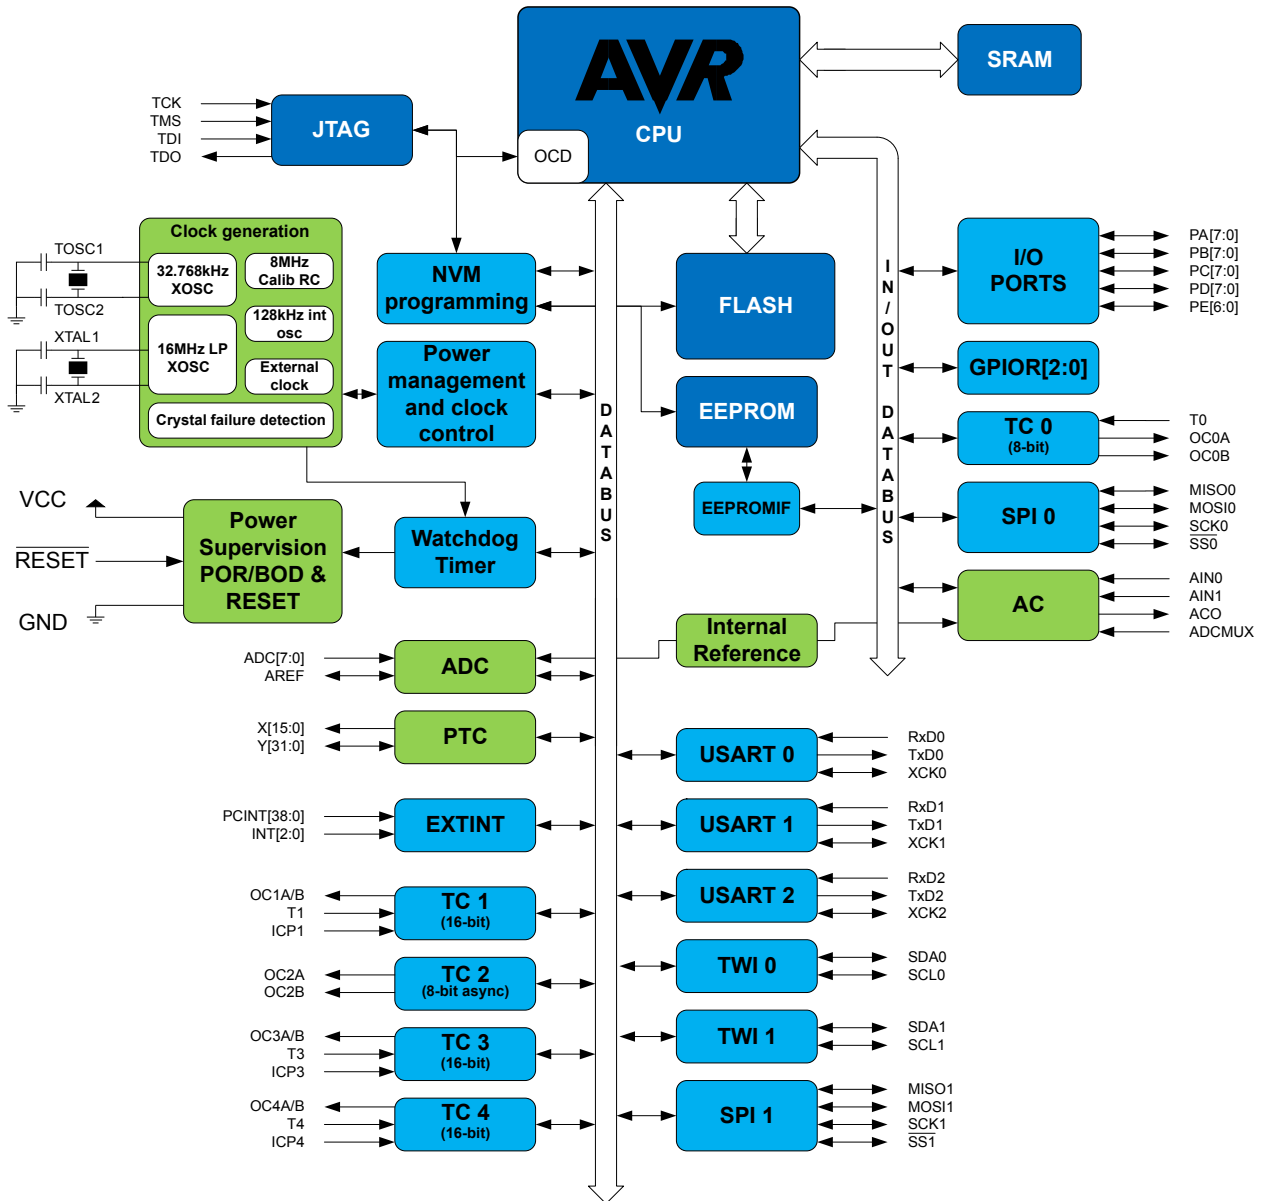 AVR
CPU
OCD
SRAM
TCK
TMS
TDI
TDO
JTAG
Clock generation
TOSC1
TOSC2
XTAL1
XTAL2
32.768kHz
XOSC
8MHz
Calib RC
128kHz int
osc
16MHz LP
XOSC
External
clock
Crystal failure detection
NVM
programming
Power
management
and clock
control
FLASH
EEPROM
EEPROMIF
DATABUS
IN/OUT DATABUS
I/O
PORTS
PA[7:0]
PB[7:0]
PC[7:0]
PD[7:0]
PE[6:0]
GPIOR[2:0]
TC 0
(8-bit)
T0
OC0A
OC0B
SPI 0
MISO0
MOSI0
SCK0
SS0
AC
AIN0
AIN1
ACO
ADCMUX
VCC
RESET
GND
Power
Supervision
POR/BOD &
RESET
Watchdog
Timer
Internal
Reference
ADC[7:0]
AREF
ADC
X[15:0]
Y[31:0]
PTC
PCINT[38:0]
INT[2:0]
EXTINT
OC1A/B
T1
ICP1
TC 1
(16-bit)
OC2A
OC2B
TC 2
(8-bit async)
OC3A/B
T3
ICP3
TC 3
(16-bit)
OC4A/B
T4
ICP4
TC 4
(16-bit)
USART 0
RxD0
TxD0
XCK0
USART 1
RxD1
TxD1
XCK1
USART 2
RxD2
TxD2
XCK2
TWI 0
SDA0
SCL0
TWI 1
SDA1
SCL1
SPI 1
MISO1
MOSI1
SCK1
SS1